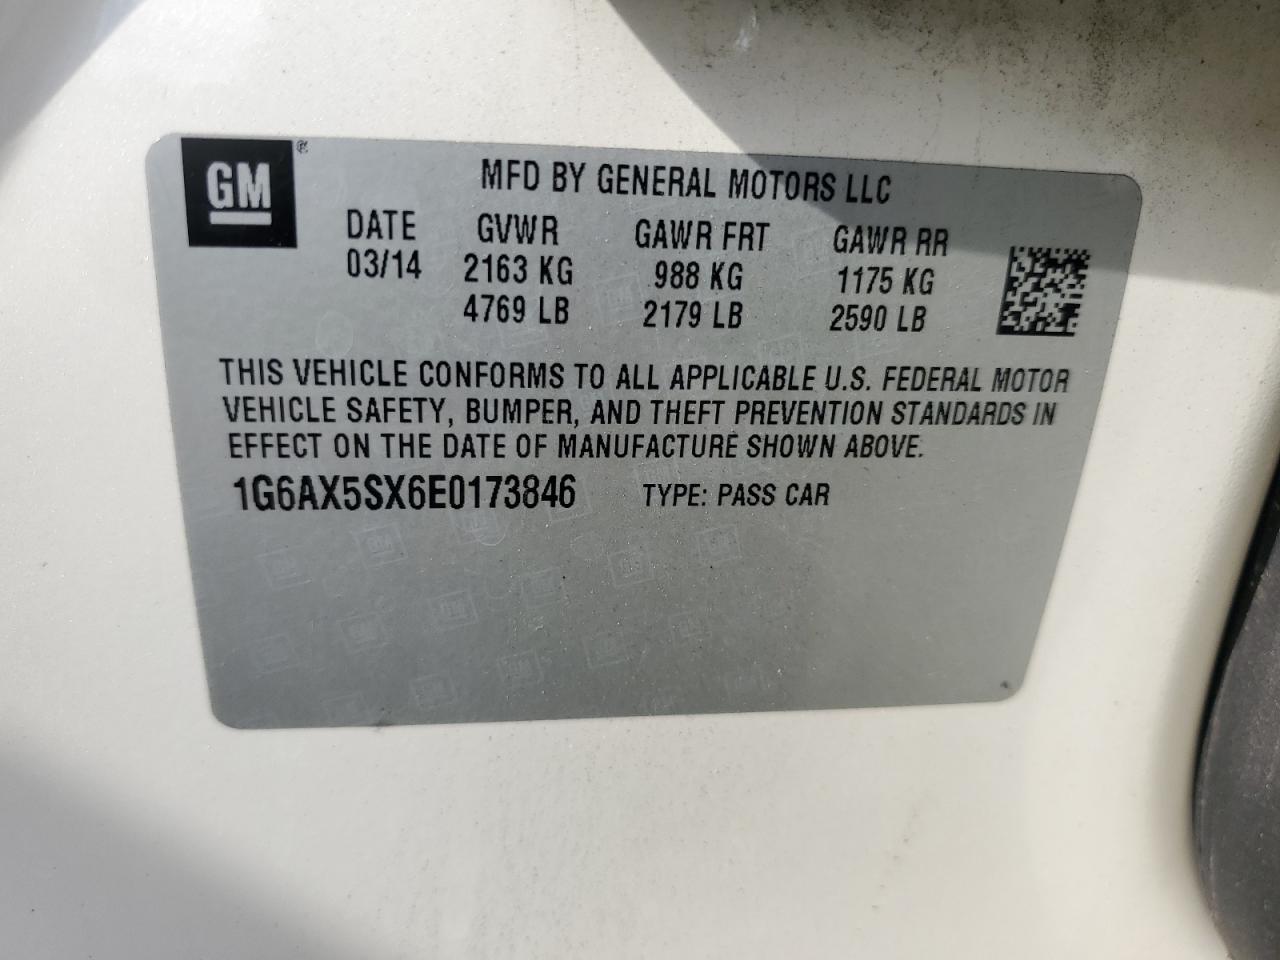 GM ®
MFD BY GENERAL MOTORS LLC
DATE GVWR GAWR FRT GAWR RR
03/14 2163 KG 988 KG 1175 KG
4769 LB 2179 LB 2590 LB
THIS VEHICLE CONFORMS TO ALL APPLICABLE U.S. FEDERAL MOTOR
VEHICLE SAFETY, BUMPER, AND THEFT PREVENTION STANDARDS IN
EFFECT ON THE DATE OF MANUFACTURE SHOWN ABOVE.
1G6AX5SX6E0173846 TYPE: PASS CAR